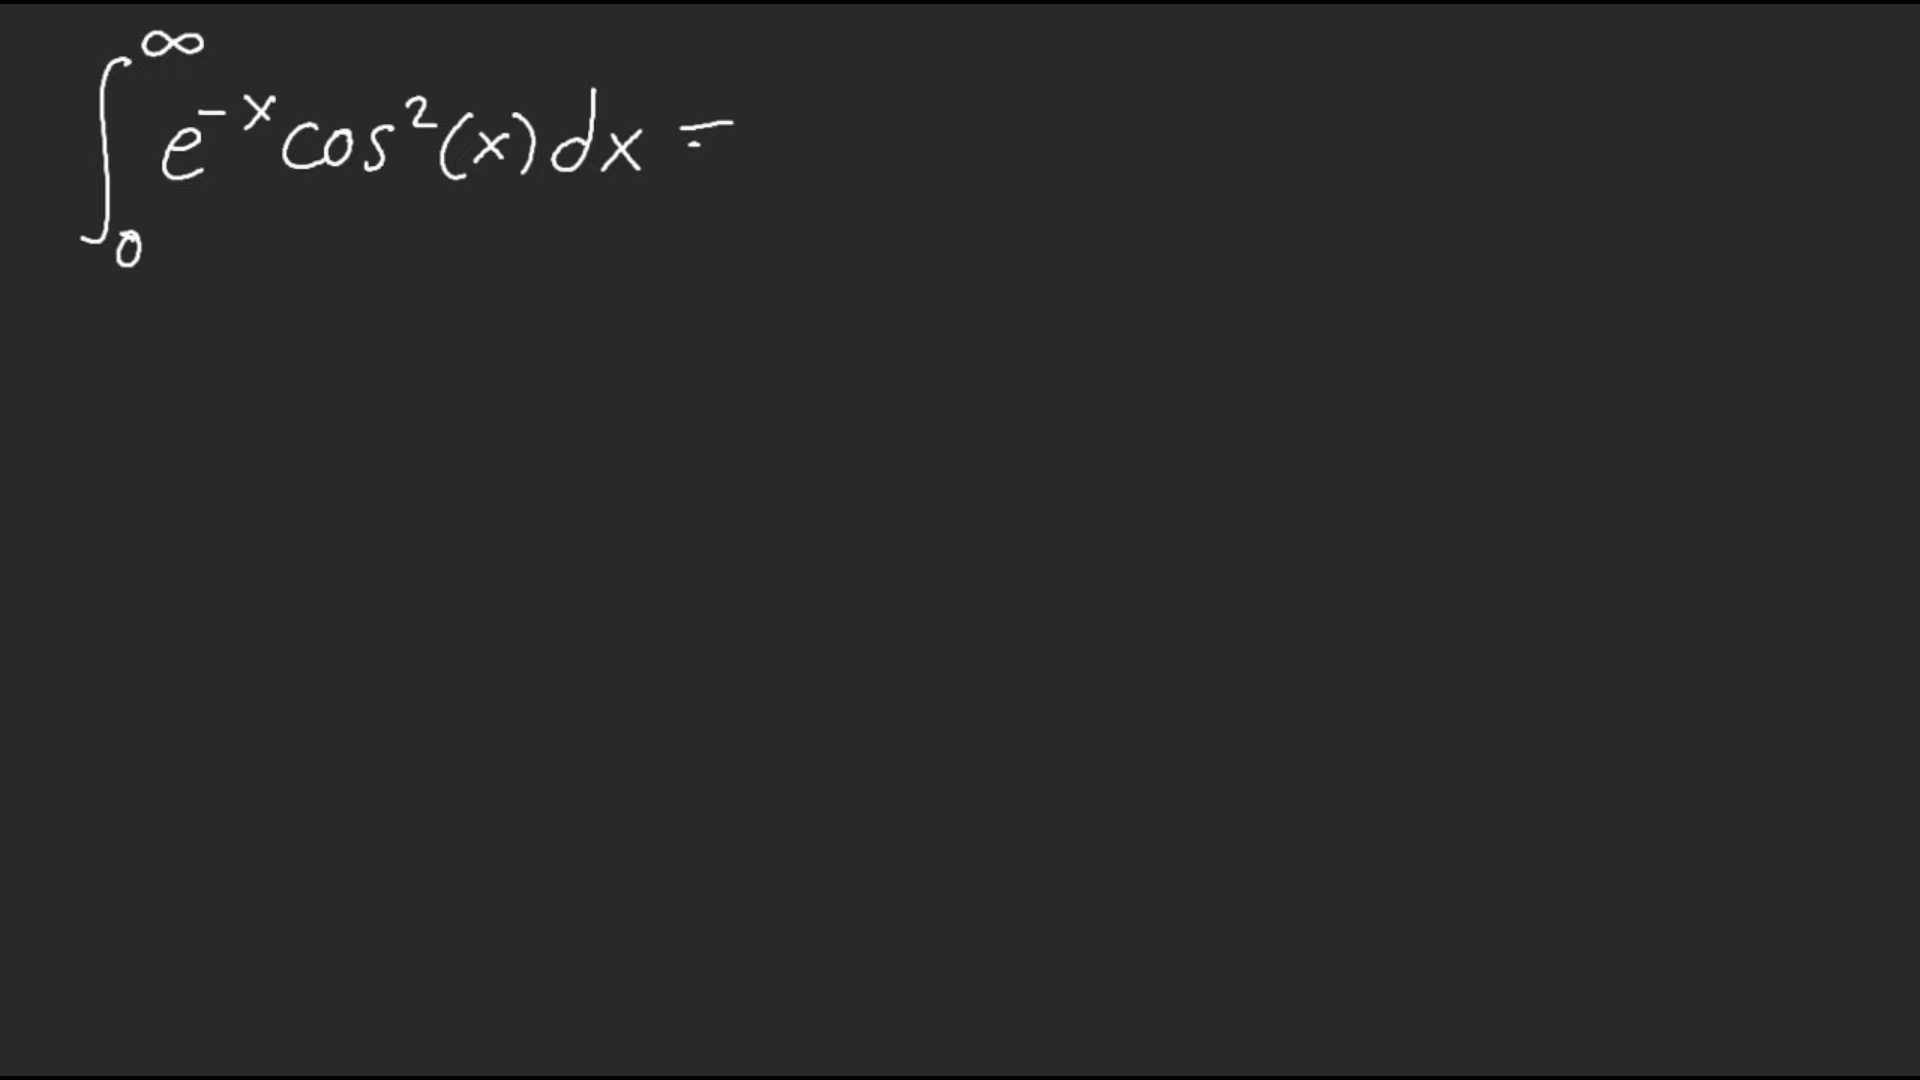 ∫₀^∞ e^{-x} cos²(x) dx =